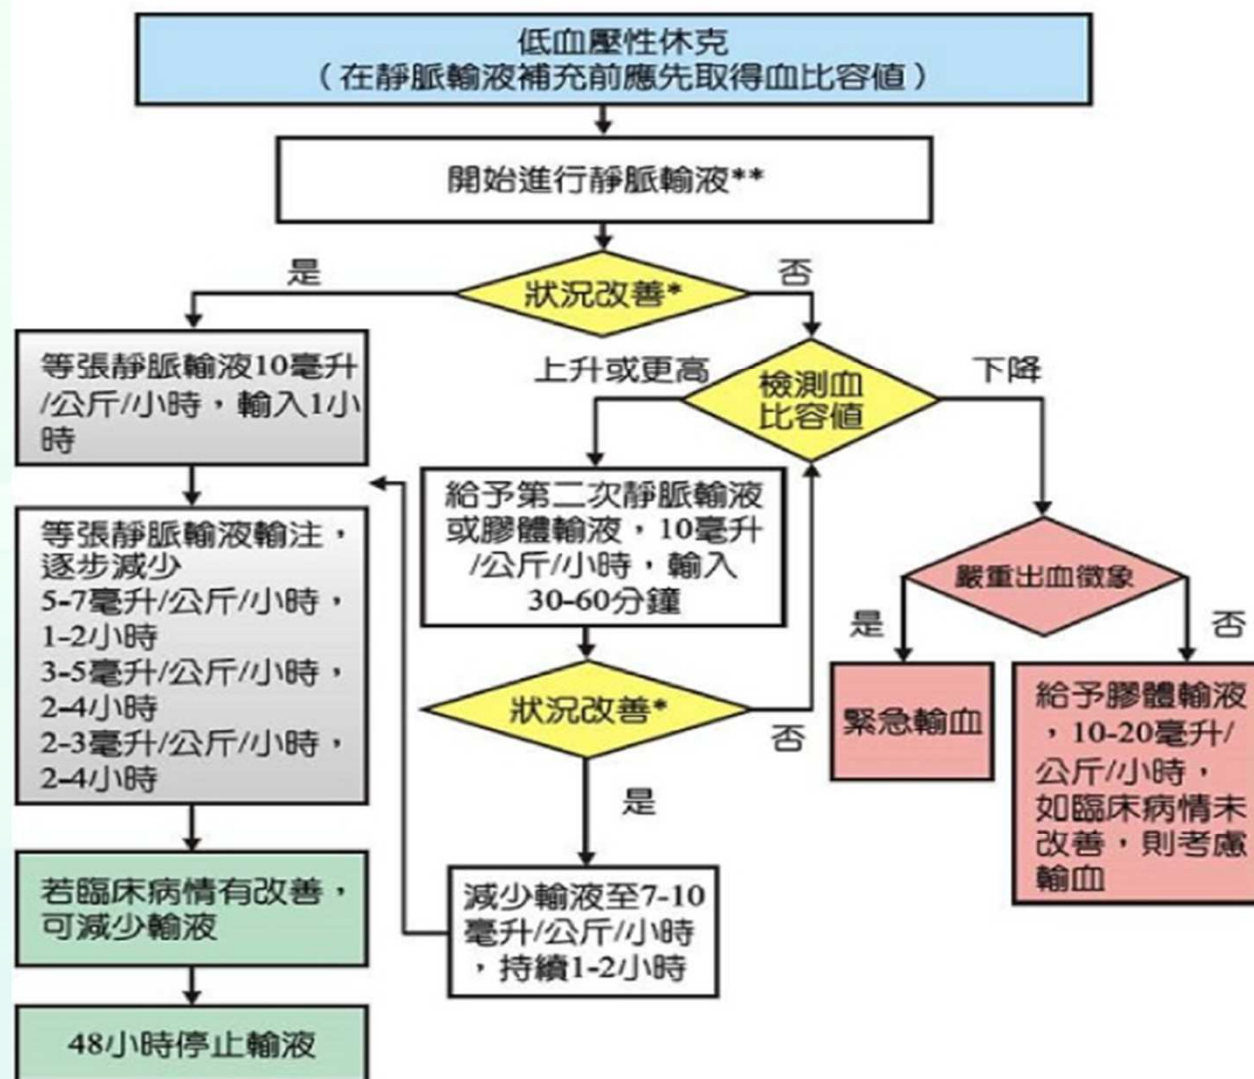 低血壓性休克
（在靜脈輸液補充前應先取得血比容值）
開始進行靜脈輸液**
狀況改善*
是
否
等張靜脈輸液10毫升
/公斤/小時，輸入1小
時
上升或更高
檢測血
比容值
下降
等張靜脈輸液輸注，
逐步減少
5-7毫升/公斤/小時，
1-2小時
3-5毫升/公斤/小時，
2-4小時
2-3毫升/公斤/小時，
2-4小時
給予第二次靜脈輸液
或膠體輸液，10毫升
/公斤/小時，輸入
30-60分鐘
嚴重出血徵象
是
否
狀況改善*
否
是
緊急輸血
給予膠體輸液
，10-20毫升/
公斤/小時，
如臨床病情未
改善，則考慮
輸血
若臨床病情有改善，
可減少輸液
減少輸液至7-10
毫升/公斤/小時
，持續1-2小時
48小時停止輸液